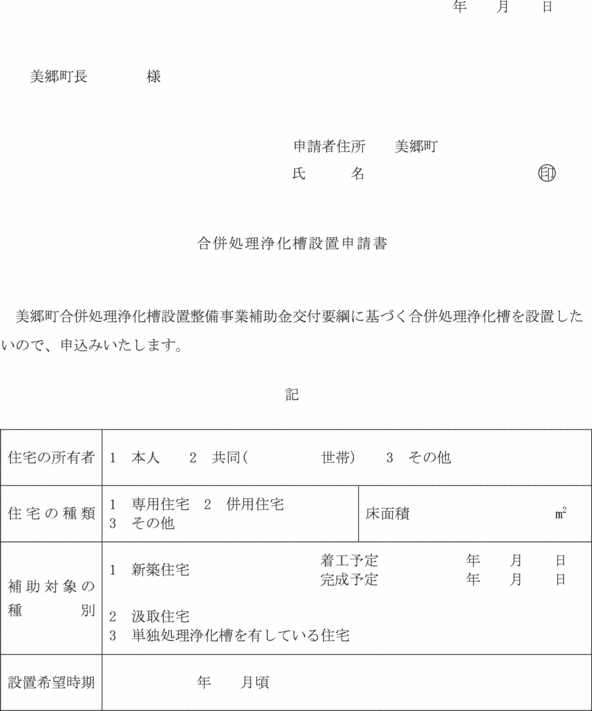 年　　月　　日
美郷町長　　　　様
申請者住所　　美郷町
氏　　　名　　　　　　　　　　　　㊞
合併処理浄化槽設置申請書
美郷町合併処理浄化槽設置整備事業補助金交付要綱に基づく合併処理浄化槽を設置した
いので、申込みいたします。
記
住宅の所有者　1　本人　　2　共同(　　　　　世帯)　　3　その他
住宅の種類　1　専用住宅　2　併用住宅
3　その他
床面積　　　　　　　　　　㎡
補助対象の
種　　　別
1　新築住宅
着工予定　　　　　　年　　月　　日
完成予定　　　　　　年　　月　　日
2　汲取住宅
3　単独処理浄化槽を有している住宅
設置希望時期　　　　　　年　　月頃